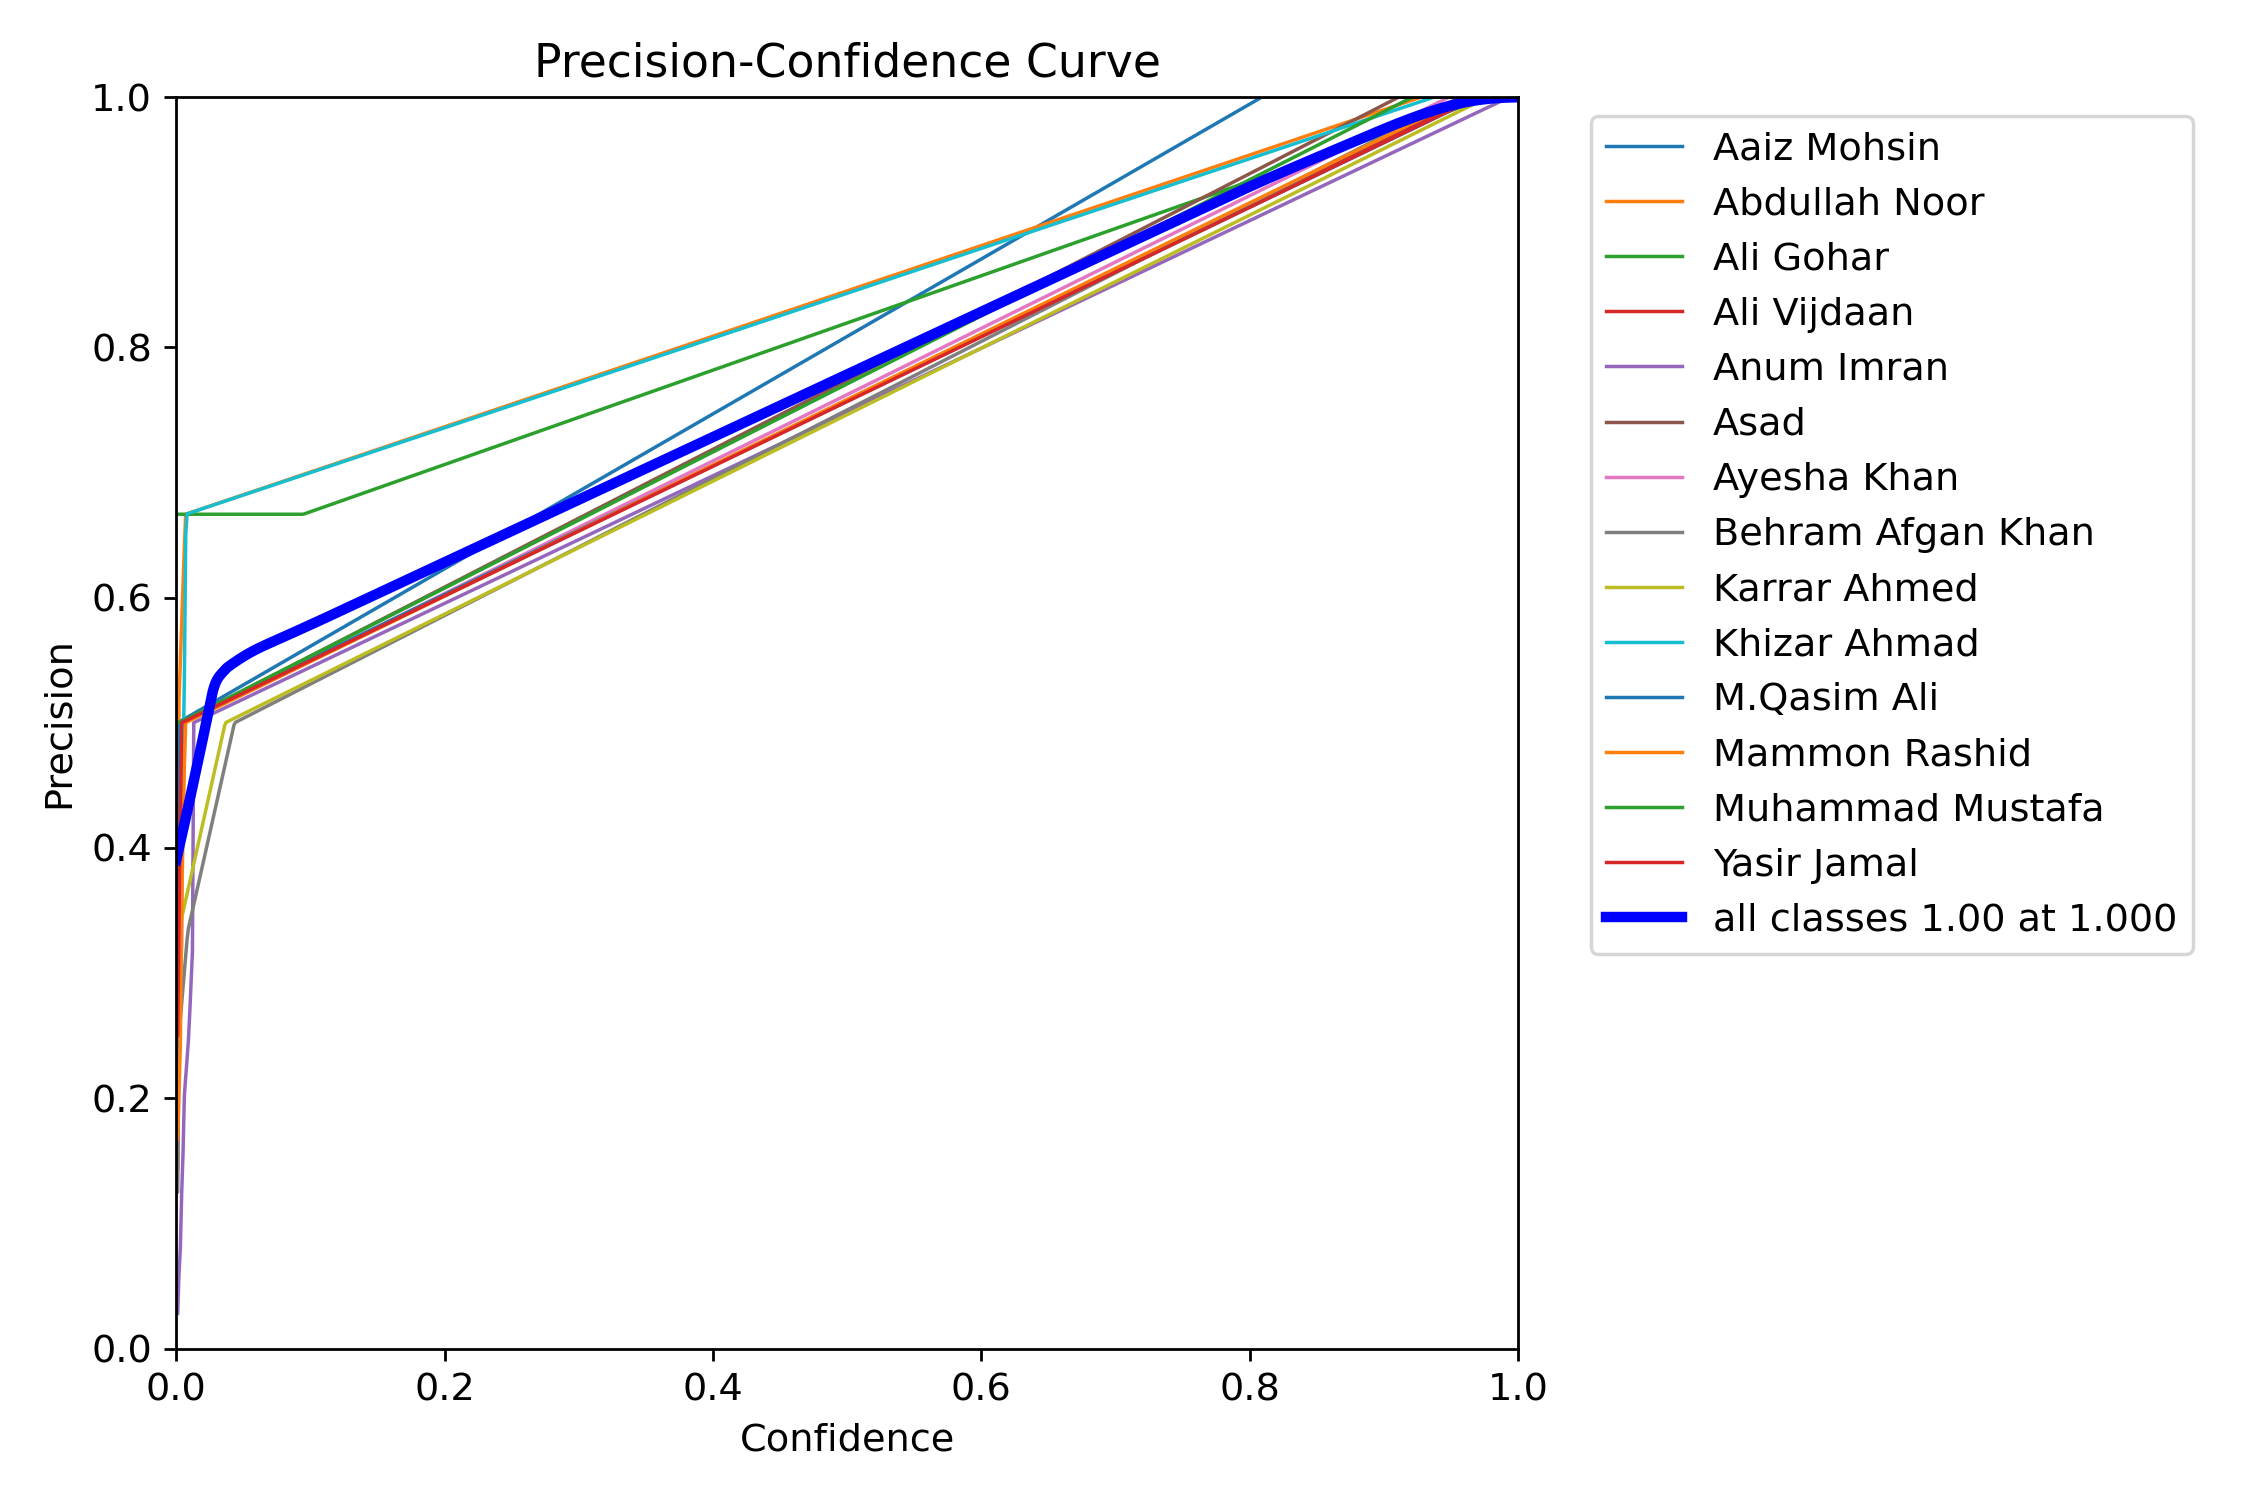 Precision-Confidence Curve
1.0
0.8
0.6
0.4
0.2
0.0
Precision
0.0 0.2 0.4 0.6 0.8 1.0
Confidence
Aaiz Mohsin
Abdullah Noor
Ali Gohar
Ali Vijdaan
Anum Imran
Asad
Ayesha Khan
Behram Afgan Khan
Karrar Ahmed
Khizar Ahmad
M.Qasim Ali
Mammon Rashid
Muhammad Mustafa
Yasir Jamal
all classes 1.00 at 1.000